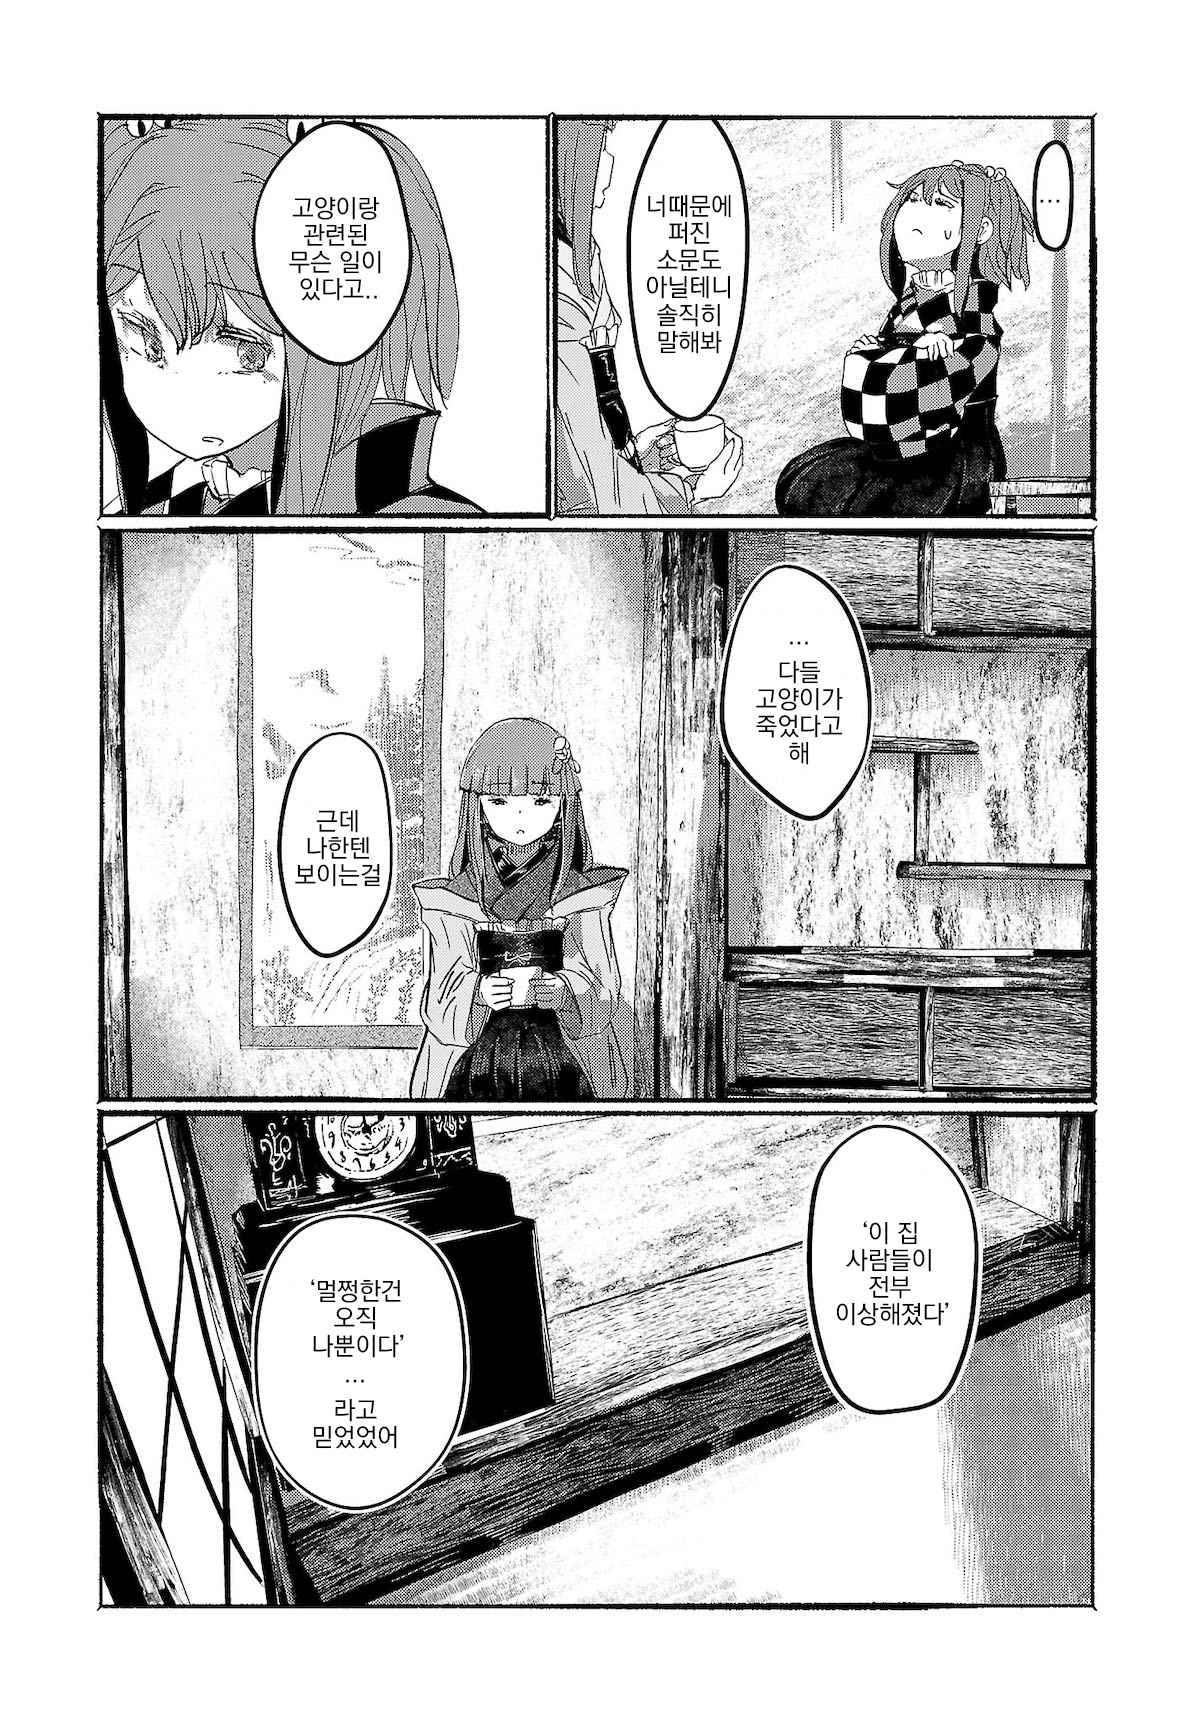 …
너때문에
퍼진
소문도
아닐테니
솔직히
말해봐
고양이랑
관련된
무슨 일이
있다고..
…
다들
고양이가
죽었다고
해
근데
나한텐
보이는걸
‘이 집
사람들이
전부
이상해졌다’
‘멀쩡한건
오직
나뿐이다’
…
라고
믿었었어